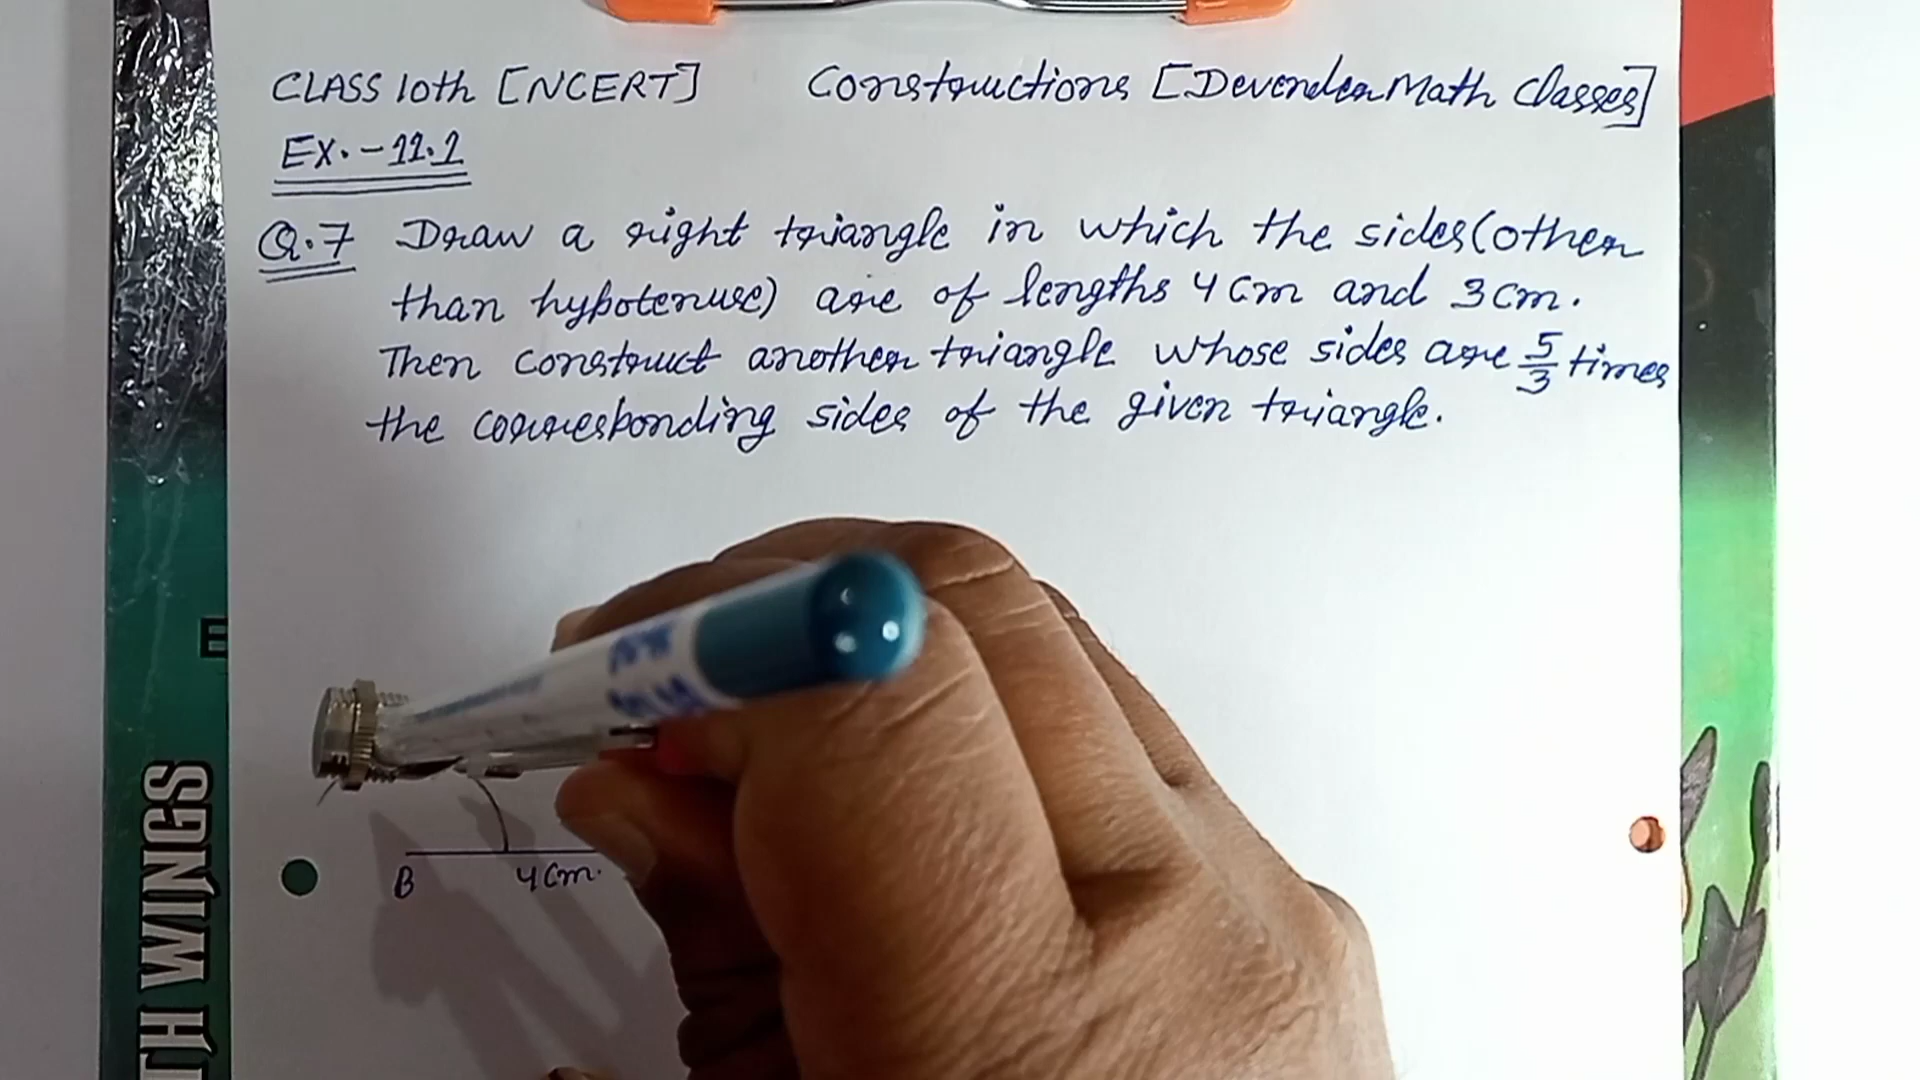 CLASS 10th [NCERT] Constructions [Devender Math Classes]
Ex. - 11.1
Q.7 Draw a right triangle in which the sides (other
than hypotenuse) are of lengths 4 cm and 3 cm.
Then construct another triangle whose sides are 5/3 times
the corresponding sides of the given triangle.
B 4 cm.
TH WINGS